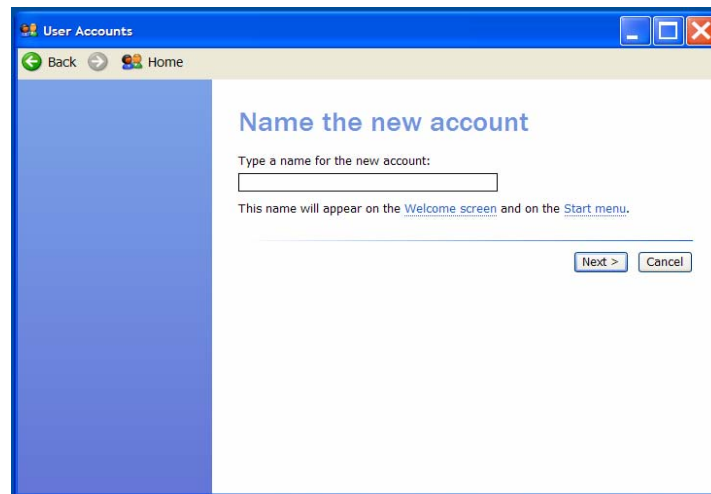 User Accounts
Back Home
Name the new account
Type a name for the new account:
This name will appear on the Welcome screen and on the Start menu.
Next > Cancel